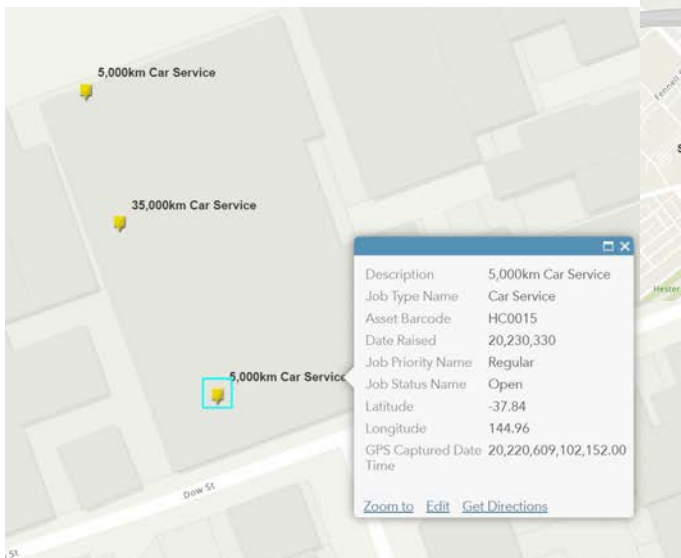 5,000km Car Service
35,000km Car Service
5,000km Car Service
Description 5,000km Car Service
Job Type Name Car Service
Asset Barcode HC0015
Date Raised 20,230,330
Job Priority Name Regular
Job Status Name Open
Latitude -37.84
Longitude 144.96
GPS Captured Date 20,220,609,102,152.00
Time
Zoom to Edit Get Directions
Dow St
St
Fennell
Hester